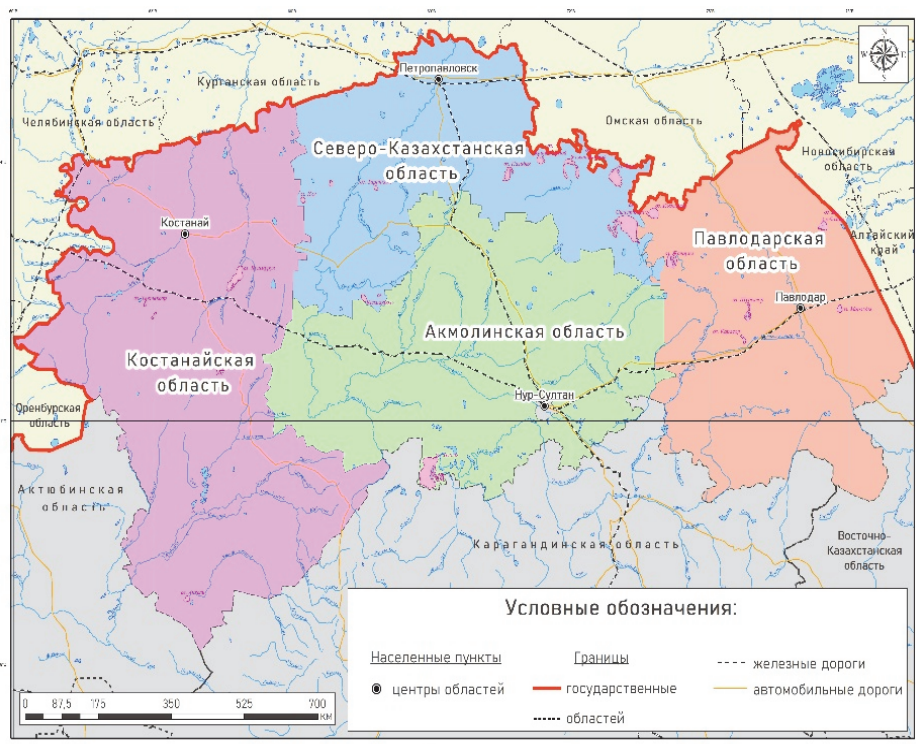 Петропавловск
Курганская область
Челябинская область
Омская область
Новосибирская
область
Северо-Казахстанская
область
Костанай
Алтайский
край
Павлодарская
область
Павлодар
Акмолинская область
Костанайская
область
Нур-Султан
Оренбурская
область
Актюбинская
область
Карагандинская область
Восточно-
Казахстанская
область
Условные обозначения:
Населенные пункты
Границы
железные дороги
центры областей
государственные
автомобильные дороги
областей
0 87,5 175 350 525 700
КМ
N
W